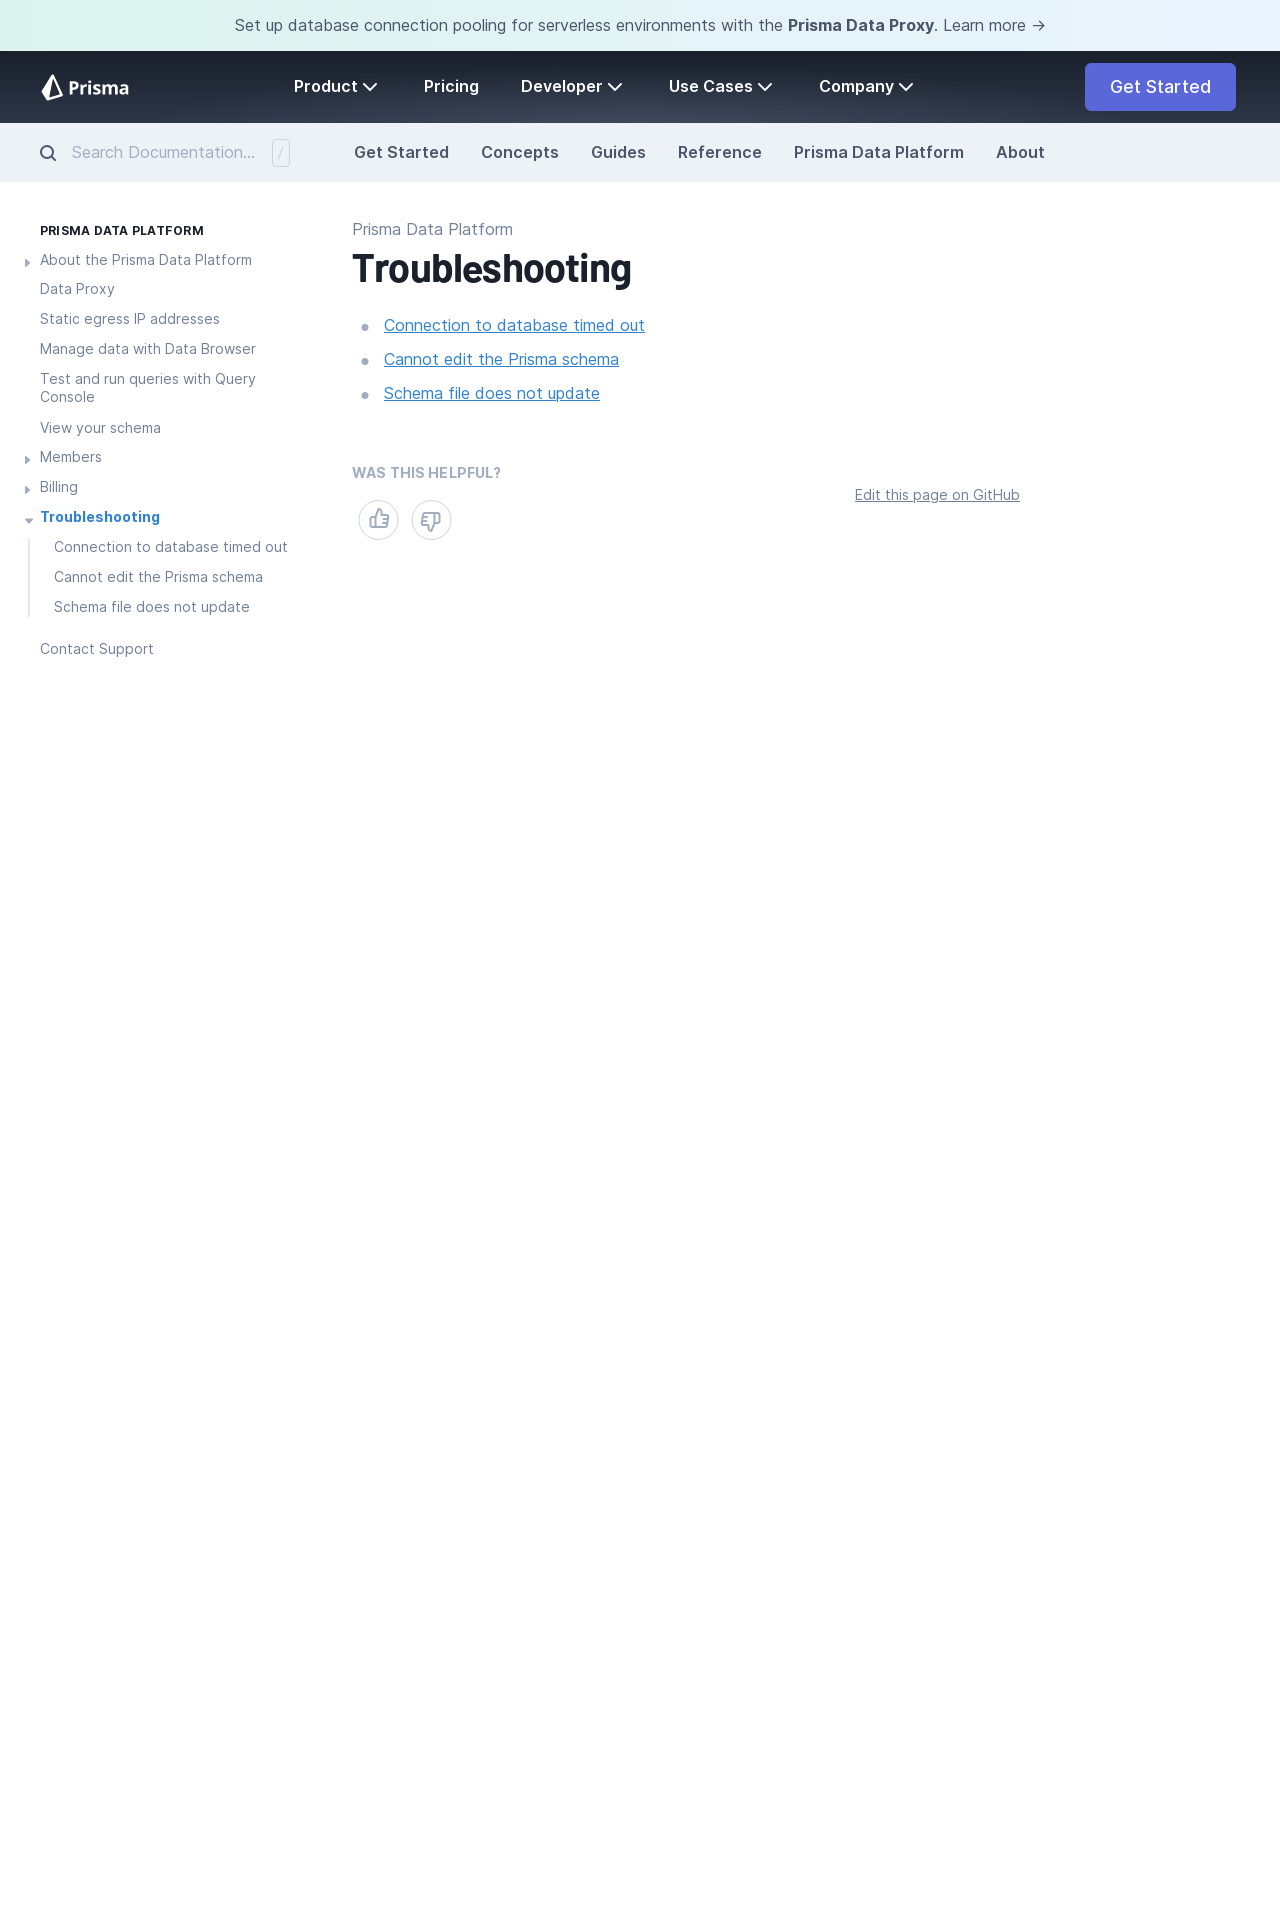 Set up database connection pooling for serverless environments with the Prisma Data Proxy. Learn more →
Prisma
Product
Pricing
Developer
Use Cases
Company
Get Started
Search Documentation...
/
Get Started
Concepts
Guides
Reference
Prisma Data Platform
About
PRISMA DATA PLATFORM
About the Prisma Data Platform
Data Proxy
Static egress IP addresses
Manage data with Data Browser
Test and run queries with Query
Console
View your schema
Members
Billing
Troubleshooting
Connection to database timed out
Cannot edit the Prisma schema
Schema file does not update
Contact Support
Prisma Data Platform
Troubleshooting
Connection to database timed out
Cannot edit the Prisma schema
Schema file does not update
WAS THIS HELPFUL?
Edit this page on GitHub